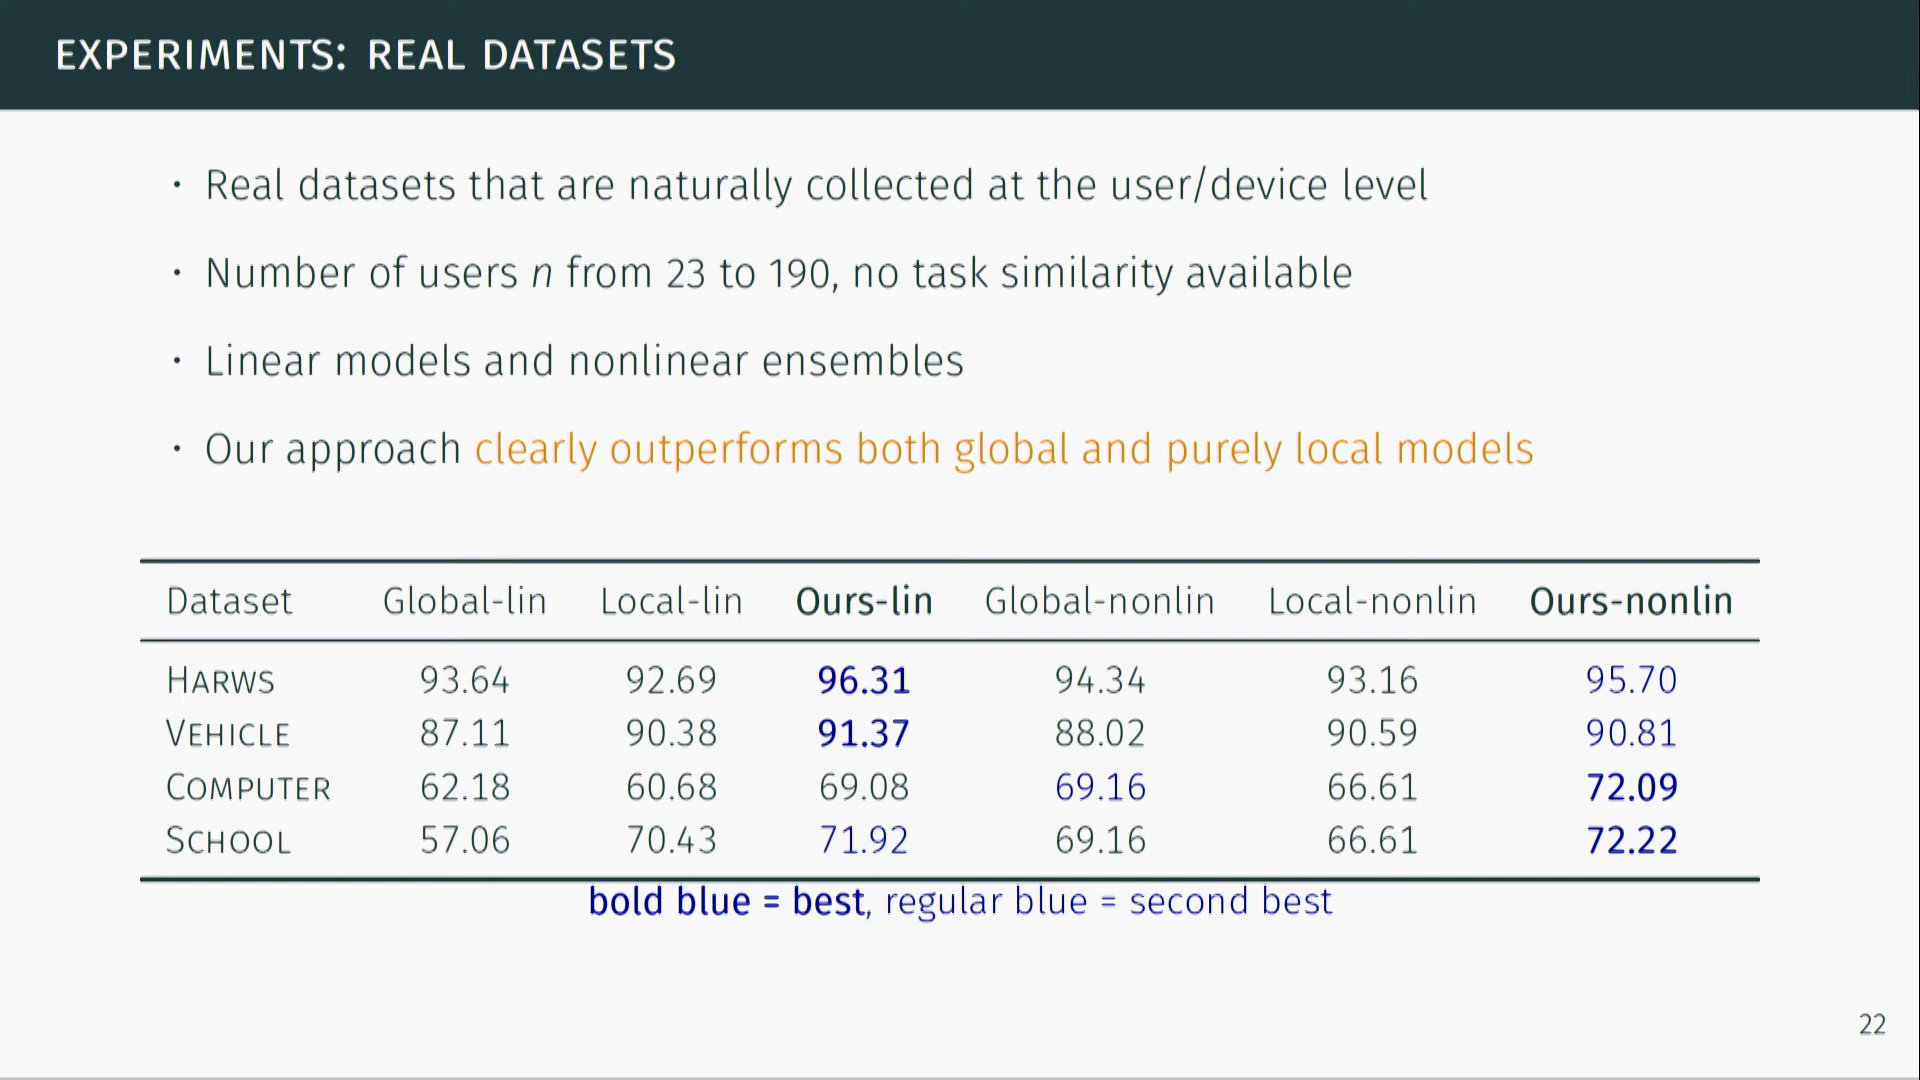 EXPERIMENTS: REAL DATASETS
· Real datasets that are naturally collected at the user/device level
· Number of users n from 23 to 190, no task similarity available
· Linear models and nonlinear ensembles
· Our approach clearly outperforms both global and purely local models
Dataset Global-lin Local-lin Ours-lin Global-nonlin Local-nonlin Ours-nonlin
HARWS 93.64 92.69 96.31 94.34 93.16 95.70
VEHICLE 87.11 90.38 91.37 88.02 90.59 90.81
COMPUTER 62.18 60.68 69.08 69.16 66.61 72.09
SCHOOL 57.06 70.43 71.92 69.16 66.61 72.22
bold blue = best, regular blue = second best
22